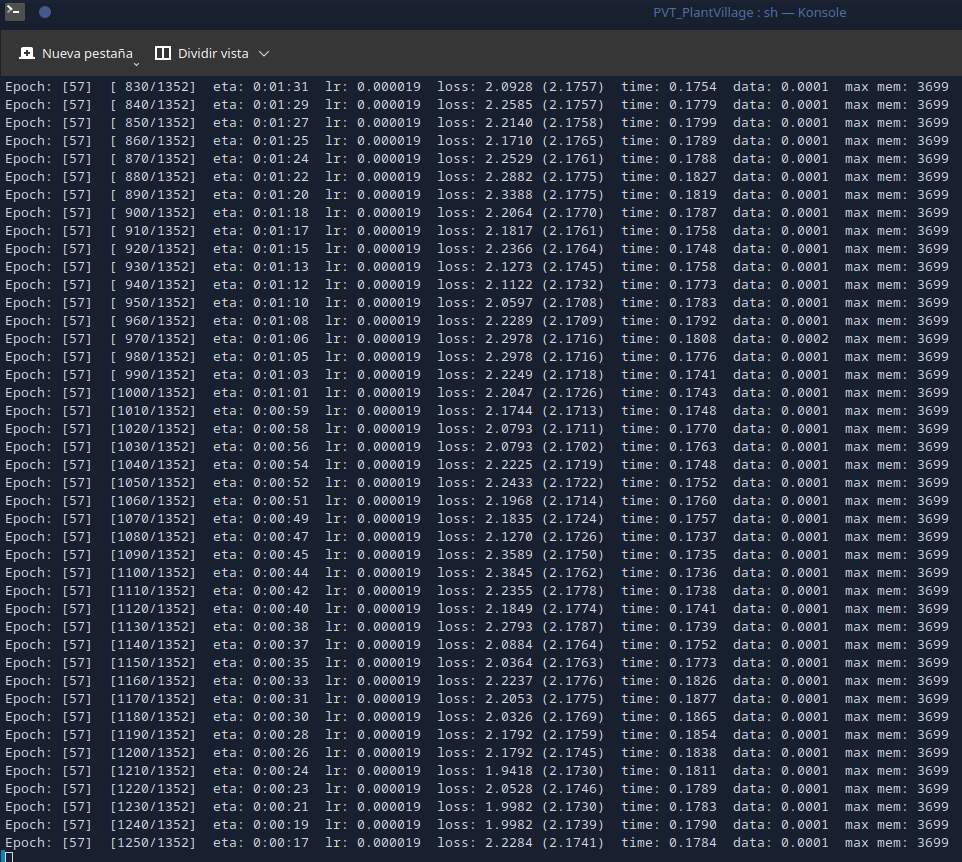 PVT_PlantVillage : sh — Konsole
Nueva pestaña Dividir vista
Epoch: [57] [ 830/1352] eta: 0:01:31 lr: 0.000019 loss: 2.0928 (2.1757) time: 0.1754 data: 0.0001 max mem: 3699
Epoch: [57] [ 840/1352] eta: 0:01:29 lr: 0.000019 loss: 2.2585 (2.1757) time: 0.1779 data: 0.0001 max mem: 3699
Epoch: [57] [ 850/1352] eta: 0:01:27 lr: 0.000019 loss: 2.2140 (2.1758) time: 0.1799 data: 0.0001 max mem: 3699
Epoch: [57] [ 860/1352] eta: 0:01:25 lr: 0.000019 loss: 2.1710 (2.1765) time: 0.1789 data: 0.0001 max mem: 3699
Epoch: [57] [ 870/1352] eta: 0:01:24 lr: 0.000019 loss: 2.2529 (2.1761) time: 0.1788 data: 0.0001 max mem: 3699
Epoch: [57] [ 880/1352] eta: 0:01:22 lr: 0.000019 loss: 2.2882 (2.1775) time: 0.1827 data: 0.0001 max mem: 3699
Epoch: [57] [ 890/1352] eta: 0:01:20 lr: 0.000019 loss: 2.3388 (2.1775) time: 0.1819 data: 0.0001 max mem: 3699
Epoch: [57] [ 900/1352] eta: 0:01:18 lr: 0.000019 loss: 2.2064 (2.1770) time: 0.1787 data: 0.0001 max mem: 3699
Epoch: [57] [ 910/1352] eta: 0:01:17 lr: 0.000019 loss: 2.1817 (2.1761) time: 0.1758 data: 0.0001 max mem: 3699
Epoch: [57] [ 920/1352] eta: 0:01:15 lr: 0.000019 loss: 2.2366 (2.1764) time: 0.1748 data: 0.0001 max mem: 3699
Epoch: [57] [ 930/1352] eta: 0:01:13 lr: 0.000019 loss: 2.1273 (2.1745) time: 0.1758 data: 0.0001 max mem: 3699
Epoch: [57] [ 940/1352] eta: 0:01:12 lr: 0.000019 loss: 2.1122 (2.1732) time: 0.1773 data: 0.0001 max mem: 3699
Epoch: [57] [ 950/1352] eta: 0:01:10 lr: 0.000019 loss: 2.0597 (2.1708) time: 0.1783 data: 0.0001 max mem: 3699
Epoch: [57] [ 960/1352] eta: 0:01:08 lr: 0.000019 loss: 2.2289 (2.1709) time: 0.1792 data: 0.0001 max mem: 3699
Epoch: [57] [ 970/1352] eta: 0:01:06 lr: 0.000019 loss: 2.2978 (2.1716) time: 0.1808 data: 0.0002 max mem: 3699
Epoch: [57] [ 980/1352] eta: 0:01:05 lr: 0.000019 loss: 2.2978 (2.1716) time: 0.1776 data: 0.0001 max mem: 3699
Epoch: [57] [ 990/1352] eta: 0:01:03 lr: 0.000019 loss: 2.2249 (2.1718) time: 0.1741 data: 0.0001 max mem: 3699
Epoch: [57] [1000/1352] eta: 0:01:01 lr: 0.000019 loss: 2.2047 (2.1726) time: 0.1743 data: 0.0001 max mem: 3699
Epoch: [57] [1010/1352] eta: 0:00:59 lr: 0.000019 loss: 2.1744 (2.1713) time: 0.1748 data: 0.0001 max mem: 3699
Epoch: [57] [1020/1352] eta: 0:00:58 lr: 0.000019 loss: 2.0793 (2.1711) time: 0.1770 data: 0.0001 max mem: 3699
Epoch: [57] [1030/1352] eta: 0:00:56 lr: 0.000019 loss: 2.0793 (2.1702) time: 0.1763 data: 0.0001 max mem: 3699
Epoch: [57] [1040/1352] eta: 0:00:54 lr: 0.000019 loss: 2.2225 (2.1719) time: 0.1748 data: 0.0001 max mem: 3699
Epoch: [57] [1050/1352] eta: 0:00:52 lr: 0.000019 loss: 2.2433 (2.1722) time: 0.1752 data: 0.0001 max mem: 3699
Epoch: [57] [1060/1352] eta: 0:00:51 lr: 0.000019 loss: 2.1968 (2.1714) time: 0.1760 data: 0.0001 max mem: 3699
Epoch: [57] [1070/1352] eta: 0:00:49 lr: 0.000019 loss: 2.1835 (2.1724) time: 0.1757 data: 0.0001 max mem: 3699
Epoch: [57] [1080/1352] eta: 0:00:47 lr: 0.000019 loss: 2.1270 (2.1726) time: 0.1737 data: 0.0001 max mem: 3699
Epoch: [57] [1090/1352] eta: 0:00:45 lr: 0.000019 loss: 2.3589 (2.1750) time: 0.1735 data: 0.0001 max mem: 3699
Epoch: [57] [1100/1352] eta: 0:00:44 lr: 0.000019 loss: 2.3845 (2.1762) time: 0.1736 data: 0.0001 max mem: 3699
Epoch: [57] [1110/1352] eta: 0:00:42 lr: 0.000019 loss: 2.2355 (2.1778) time: 0.1738 data: 0.0001 max mem: 3699
Epoch: [57] [1120/1352] eta: 0:00:40 lr: 0.000019 loss: 2.1849 (2.1774) time: 0.1741 data: 0.0001 max mem: 3699
Epoch: [57] [1130/1352] eta: 0:00:38 lr: 0.000019 loss: 2.2793 (2.1787) time: 0.1739 data: 0.0001 max mem: 3699
Epoch: [57] [1140/1352] eta: 0:00:37 lr: 0.000019 loss: 2.0884 (2.1764) time: 0.1752 data: 0.0001 max mem: 3699
Epoch: [57] [1150/1352] eta: 0:00:35 lr: 0.000019 loss: 2.0364 (2.1763) time: 0.1773 data: 0.0001 max mem: 3699
Epoch: [57] [1160/1352] eta: 0:00:33 lr: 0.000019 loss: 2.2237 (2.1776) time: 0.1826 data: 0.0001 max mem: 3699
Epoch: [57] [1170/1352] eta: 0:00:31 lr: 0.000019 loss: 2.2053 (2.1775) time: 0.1877 data: 0.0001 max mem: 3699
Epoch: [57] [1180/1352] eta: 0:00:30 lr: 0.000019 loss: 2.0326 (2.1769) time: 0.1865 data: 0.0001 max mem: 3699
Epoch: [57] [1190/1352] eta: 0:00:28 lr: 0.000019 loss: 2.1792 (2.1759) time: 0.1854 data: 0.0001 max mem: 3699
Epoch: [57] [1200/1352] eta: 0:00:26 lr: 0.000019 loss: 2.1792 (2.1745) time: 0.1838 data: 0.0001 max mem: 3699
Epoch: [57] [1210/1352] eta: 0:00:24 lr: 0.000019 loss: 1.9418 (2.1730) time: 0.1811 data: 0.0001 max mem: 3699
Epoch: [57] [1220/1352] eta: 0:00:23 lr: 0.000019 loss: 2.0528 (2.1746) time: 0.1789 data: 0.0001 max mem: 3699
Epoch: [57] [1230/1352] eta: 0:00:21 lr: 0.000019 loss: 1.9982 (2.1730) time: 0.1783 data: 0.0001 max mem: 3699
Epoch: [57] [1240/1352] eta: 0:00:19 lr: 0.000019 loss: 1.9982 (2.1739) time: 0.1790 data: 0.0001 max mem: 3699
Epoch: [57] [1250/1352] eta: 0:00:17 lr: 0.000019 loss: 2.2284 (2.1741) time: 0.1784 data: 0.0001 max mem: 3699